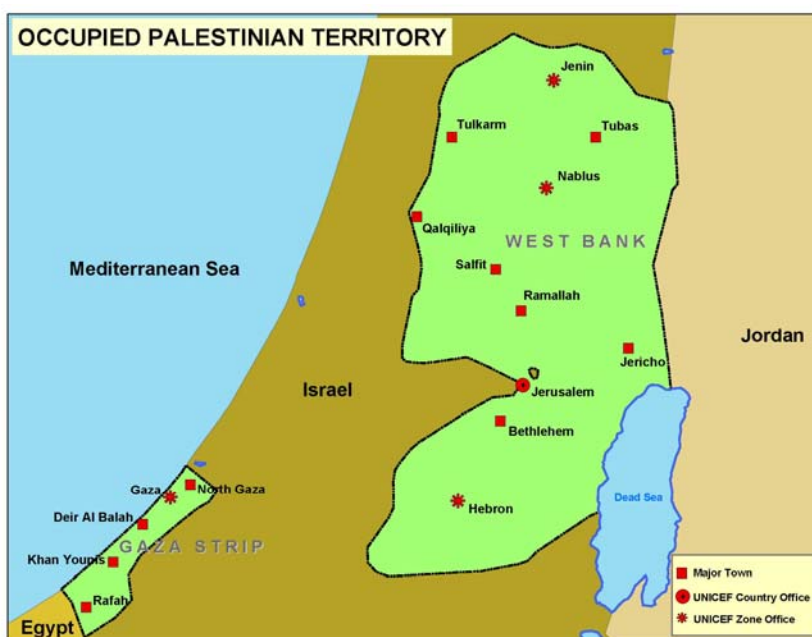 OCCUPIED PALESTINIAN TERRITORY
Jenin
Tulkarm
Tubas
Nablus
Qalqiliya
WEST BANK
Mediterranean Sea
Salfit
Ramallah
Jordan
Jericho
Israel
Jerusalem
Bethlehem
Gaza
North Gaza
Dead Sea
Hebron
Deir Al Balah
GAZA STRIP
Khan Younis
Rafah
Egypt
Major Town
UNICEF Country Office
UNICEF Zone Office